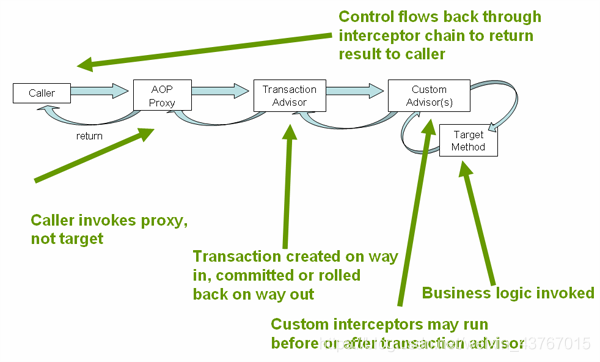 Control flows back through
interceptor chain to return
result to caller
Caller
AOP
Proxy
Transaction
Advisor
Custom
Advisor(s)
Target
Method
return
Caller invokes proxy,
not target
Transaction created on way
in, committed or rolled
back on way out
Business logic invoked
Custom interceptors may run
before or after transaction advisor